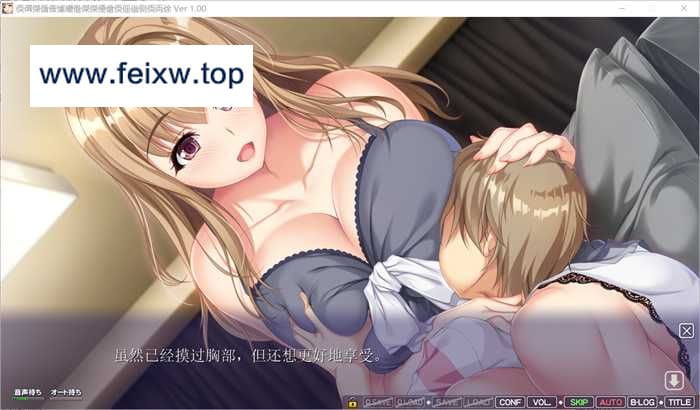 Ver 1.00
www.feixw.top
虽然已经摸过胸部，但还想更好地享受。
音声待ち オート待ち
Q.SAVE Q.LOAD SAVE LOAD CONF VOL. SKIP AUTO B-LOG TITLE